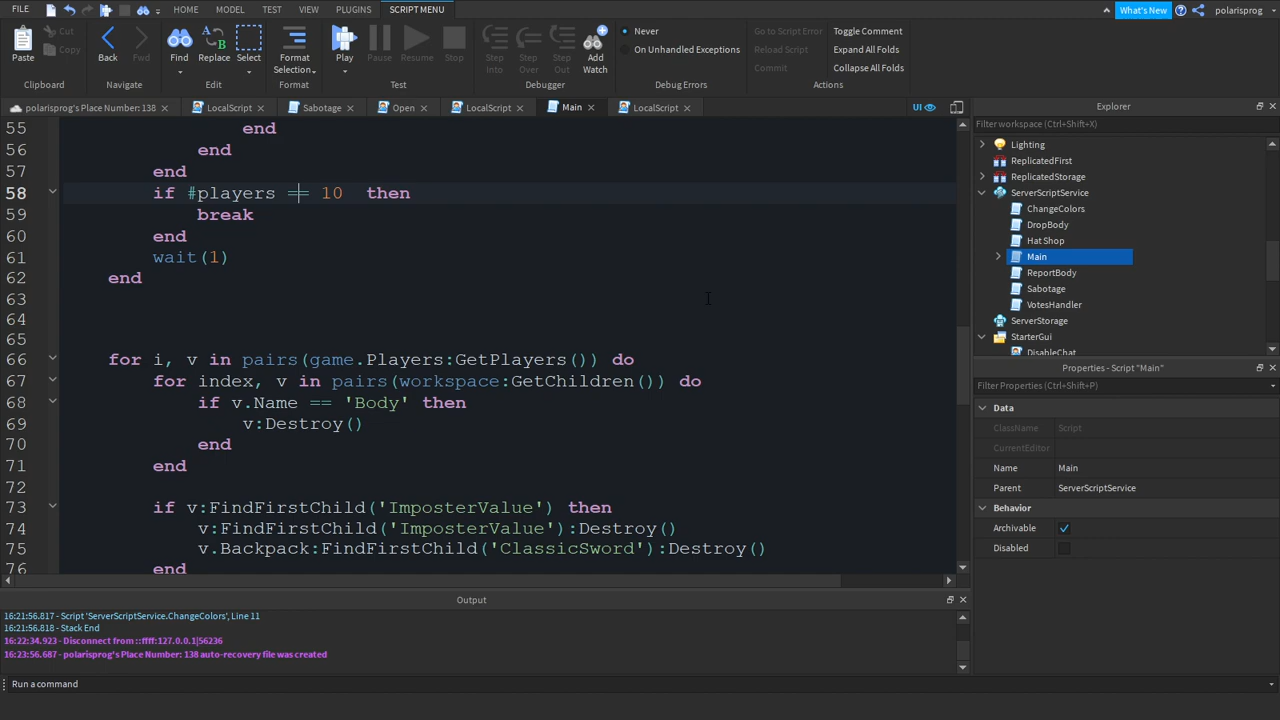 FILE HOME MODEL TEST VIEW PLUGINS SCRIPT MENU What's New polarisprog
Cut Never Go to Script Error Toggle Comment
Copy On Unhandled Exceptions Reload Script Expand All Folds
Paste Back Fwd Find Replace Select Format Selection Play Pause Resume Stop Step Into Step Over Step Out Add Watch Commit Collapse All Folds
Clipboard Navigate Edit Format Test Debugger Debug Errors Actions
polarisprog's Place Number: 138 LocalScript Sabotage Open LocalScript Main LocalScript UI
55 end
56 end
57 end
58 if #players == 10 then
59 break
60 end
61 wait(1)
62 end
63
64
65
66 for i, v in pairs(game.Players:GetPlayers()) do
67 for index, v in pairs(workspace:GetChildren()) do
68 if v.Name == 'Body' then
69 v:Destroy()
70 end
71 end
72
73 if v:FindFirstChild('ImposterValue') then
74 v:FindFirstChild('ImposterValue'):Destroy()
75 v.Backpack:FindFirstChild('ClassicSword'):Destroy()
76 end
Explorer
Filter workspace (Ctrl+Shift+X)
Lighting
ReplicatedFirst
ReplicatedStorage
ServerScriptService
ChangeColors
DropBody
Hat Shop
Main
ReportBody
Sabotage
VotesHandler
ServerStorage
StarterGui
DisableChat
Properties - Script "Main"
Filter Properties (Ctrl+Shift+P)
Data
ClassName Script
CurrentEditor
Name Main
Parent ServerScriptService
Behavior
Archivable
Disabled
Output
16:21:56.817 - Script 'ServerScriptService.ChangeColors', Line 11
16:21:56.818 - Stack End
16:22:34.923 - Disconnect from ::ffff:127.0.0.1|56236
16:23:56.687 - polarisprog's Place Number: 138 auto-recovery file was created
Run a command